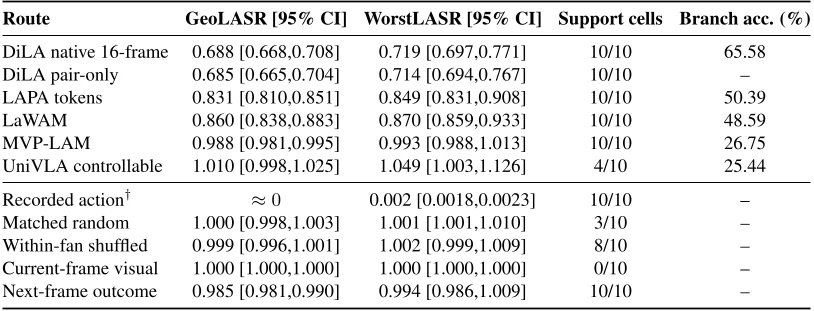 Route GeoLASR [95% CI] WorstLASR [95% CI] Support cells Branch acc. (%)
DiLA native 16-frame 0.688 [0.668,0.708] 0.719 [0.697,0.771] 10/10 65.58
DiLA pair-only 0.685 [0.665,0.704] 0.714 [0.694,0.767] 10/10 –
LAPA tokens 0.831 [0.810,0.851] 0.849 [0.831,0.908] 10/10 50.39
LaWAM 0.860 [0.838,0.883] 0.870 [0.859,0.933] 10/10 48.59
MVP-LAM 0.988 [0.981,0.995] 0.993 [0.988,1.013] 10/10 26.75
UniVLA controllable 1.010 [0.998,1.025] 1.049 [1.003,1.126] 4/10 25.44
Recorded action† ≈ 0 0.002 [0.0018,0.0023] 10/10 –
Matched random 1.000 [0.998,1.003] 1.001 [1.001,1.010] 3/10 –
Within-fan shuffled 0.999 [0.996,1.001] 1.002 [0.999,1.009] 8/10 –
Current-frame visual 1.000 [1.000,1.000] 1.000 [1.000,1.000] 0/10 –
Next-frame outcome 0.985 [0.981,0.990] 0.994 [0.986,1.009] 10/10 –